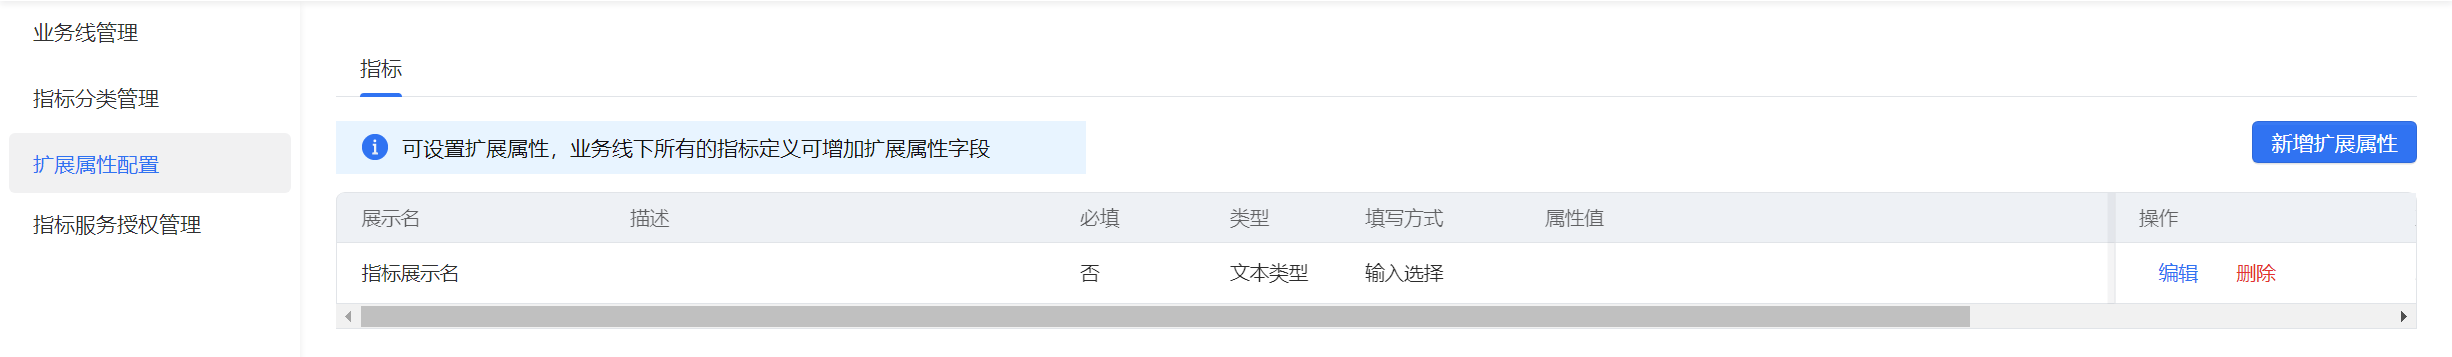 业务线管理
指标分类管理
扩展属性配置
指标服务授权管理
指标
可设置扩展属性，业务线下所有的指标定义可增加扩展属性字段
新增扩展属性
展示名 描述 必填 类型 填写方式 属性值 操作
指标展示名 否 文本类型 输入选择 编辑 删除